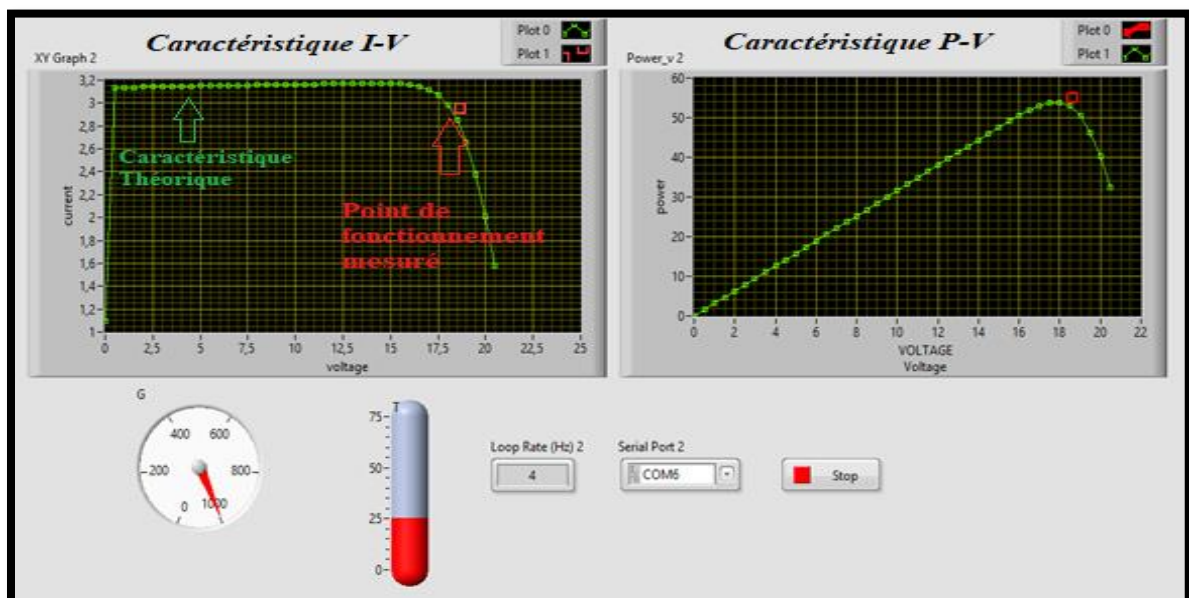 Caractéristique I-V
Plot 0
Plot 1
XY Graph 2
3,2
3
2,8
2,6
2,4
2,2
2
1,8
1,6
1,4
1,2
1
current
0
2,5
5
7,5
10
12,5
15
17,5
20
22,5
25
voltage
Caractéristique
Théorique
Point de
fonctionnement
mesuré
Caractéristique P-V
Plot 0
Plot 1
Power_v 2
60
50
40
30
20
10
0
power
0
2
4
6
8
10
12
14
16
18
20
22
VOLTAGE
Voltage
G
0
200
400
600
800
1000
T
75
50
25
0
Loop Rate (Hz) 2
4
Serial Port 2
COM6
Stop